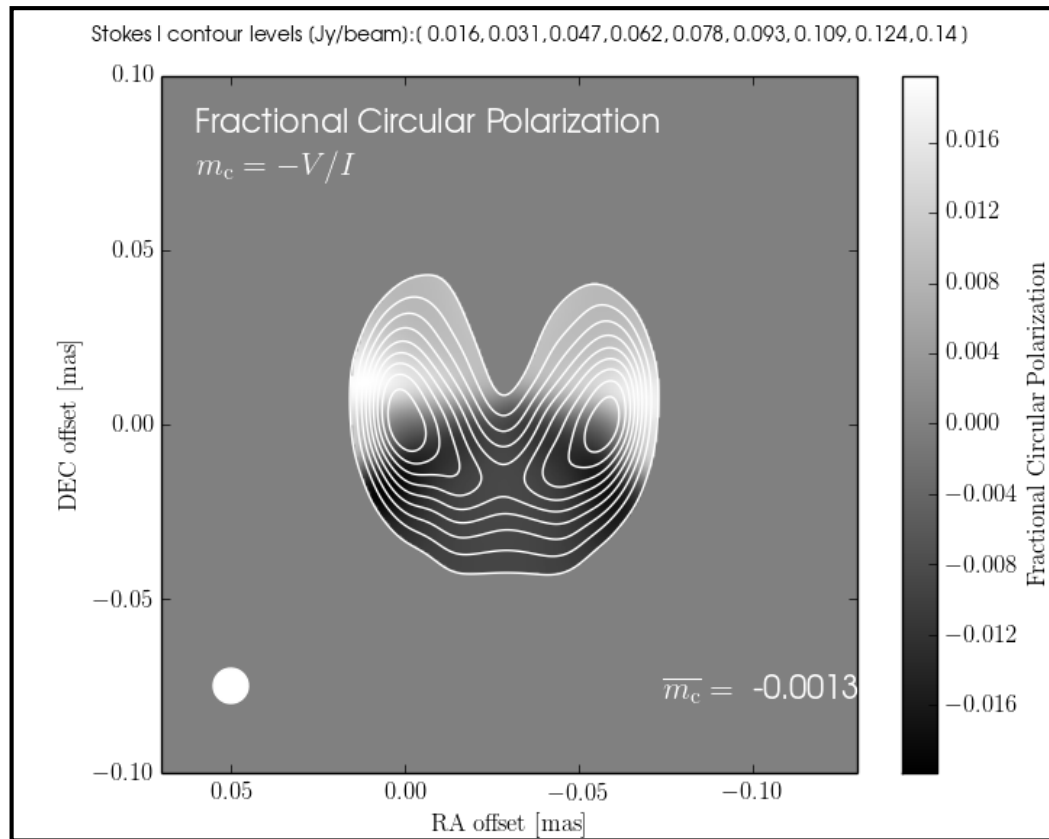 Stokes I contour levels (Jy/beam):( 0.016, 0.031, 0.047, 0.062, 0.078, 0.093, 0.109, 0.124, 0.14 )
Fractional Circular Polarization
m_c = −V/I
0.10
0.05
0.00
−0.05
−0.10
DEC offset [mas]
m̅_c̅ = -0.0013
0.05
0.00
−0.05
−0.10
RA offset [mas]
0.016
0.012
0.008
0.004
0.000
−0.004
−0.008
−0.012
−0.016
Fractional Circular Polarization